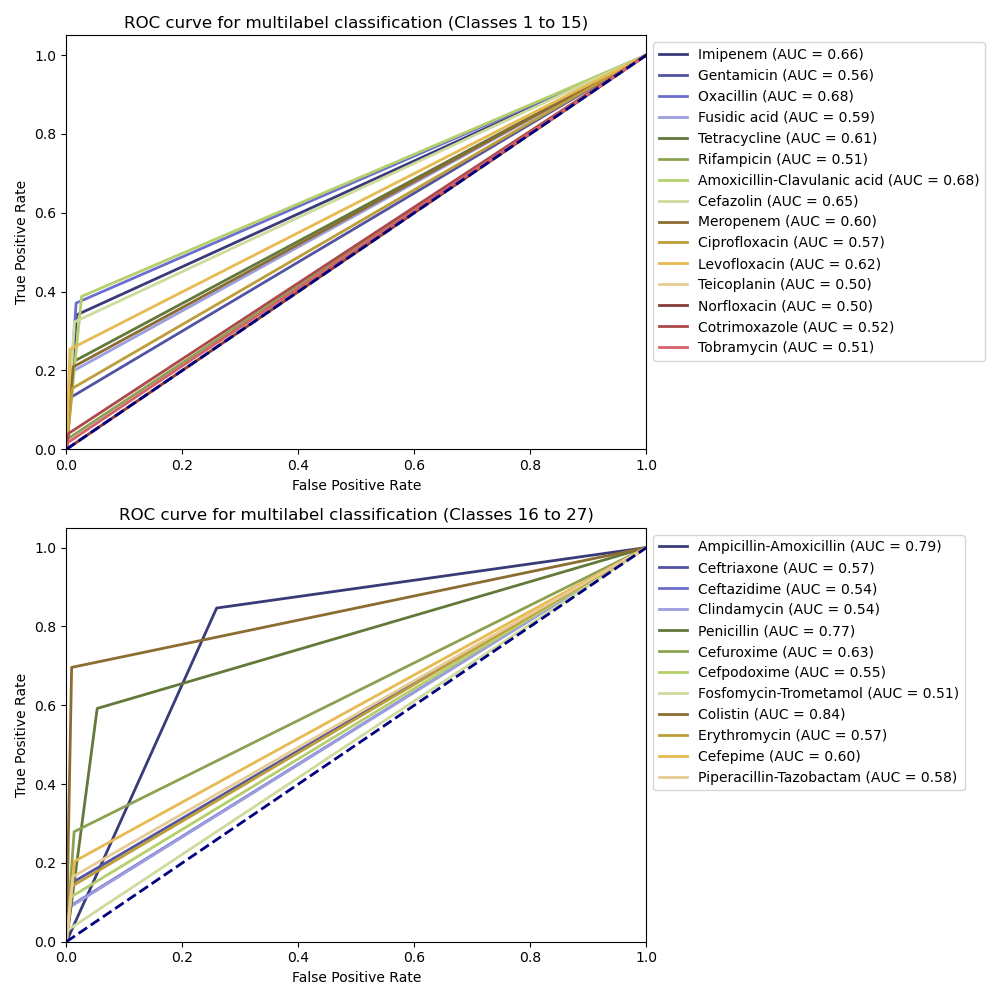 ROC curve for multilabel classification (Classes 1 to 15)
1.0
0.8
0.6
0.4
0.2
0.0
True Positive Rate
0.0 0.2 0.4 0.6 0.8 1.0
False Positive Rate
Imipenem (AUC = 0.66)
Gentamicin (AUC = 0.56)
Oxacillin (AUC = 0.68)
Fusidic acid (AUC = 0.59)
Tetracycline (AUC = 0.61)
Rifampicin (AUC = 0.51)
Amoxicillin-Clavulanic acid (AUC = 0.68)
Cefazolin (AUC = 0.65)
Meropenem (AUC = 0.60)
Ciprofloxacin (AUC = 0.57)
Levofloxacin (AUC = 0.62)
Teicoplanin (AUC = 0.50)
Norfloxacin (AUC = 0.50)
Cotrimoxazole (AUC = 0.52)
Tobramycin (AUC = 0.51)
ROC curve for multilabel classification (Classes 16 to 27)
1.0
0.8
0.6
0.4
0.2
0.0
True Positive Rate
0.0 0.2 0.4 0.6 0.8 1.0
False Positive Rate
Ampicillin-Amoxicillin (AUC = 0.79)
Ceftriaxone (AUC = 0.57)
Ceftazidime (AUC = 0.54)
Clindamycin (AUC = 0.54)
Penicillin (AUC = 0.77)
Cefuroxime (AUC = 0.63)
Cefpodoxime (AUC = 0.55)
Fosfomycin-Trometamol (AUC = 0.51)
Colistin (AUC = 0.84)
Erythromycin (AUC = 0.57)
Cefepime (AUC = 0.60)
Piperacillin-Tazobactam (AUC = 0.58)